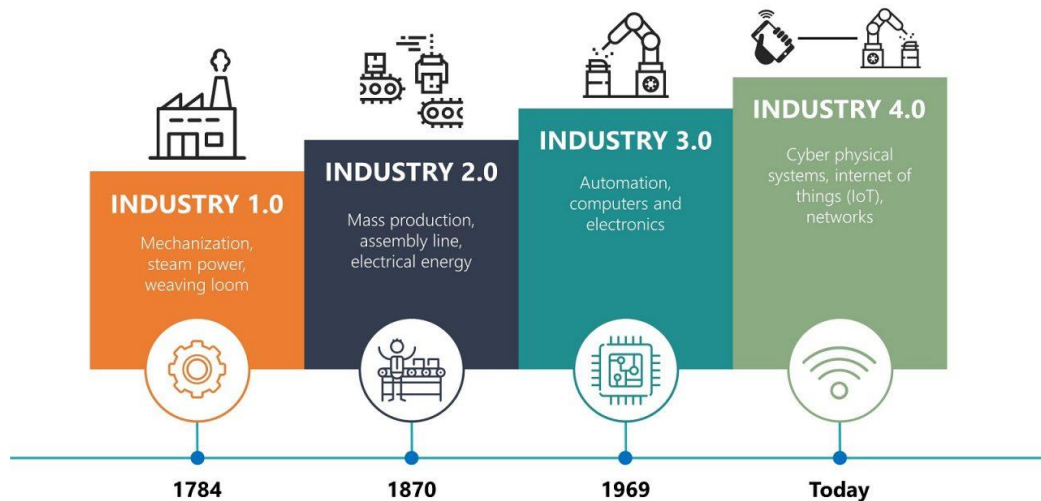 INDUSTRY 1.0
Mechanization,
steam power,
weaving loom
INDUSTRY 2.0
Mass production,
assembly line,
electrical energy
INDUSTRY 3.0
Automation,
computers and
electronics
INDUSTRY 4.0
Cyber physical
systems, internet of
things (IoT),
networks
1784
1870
1969
Today